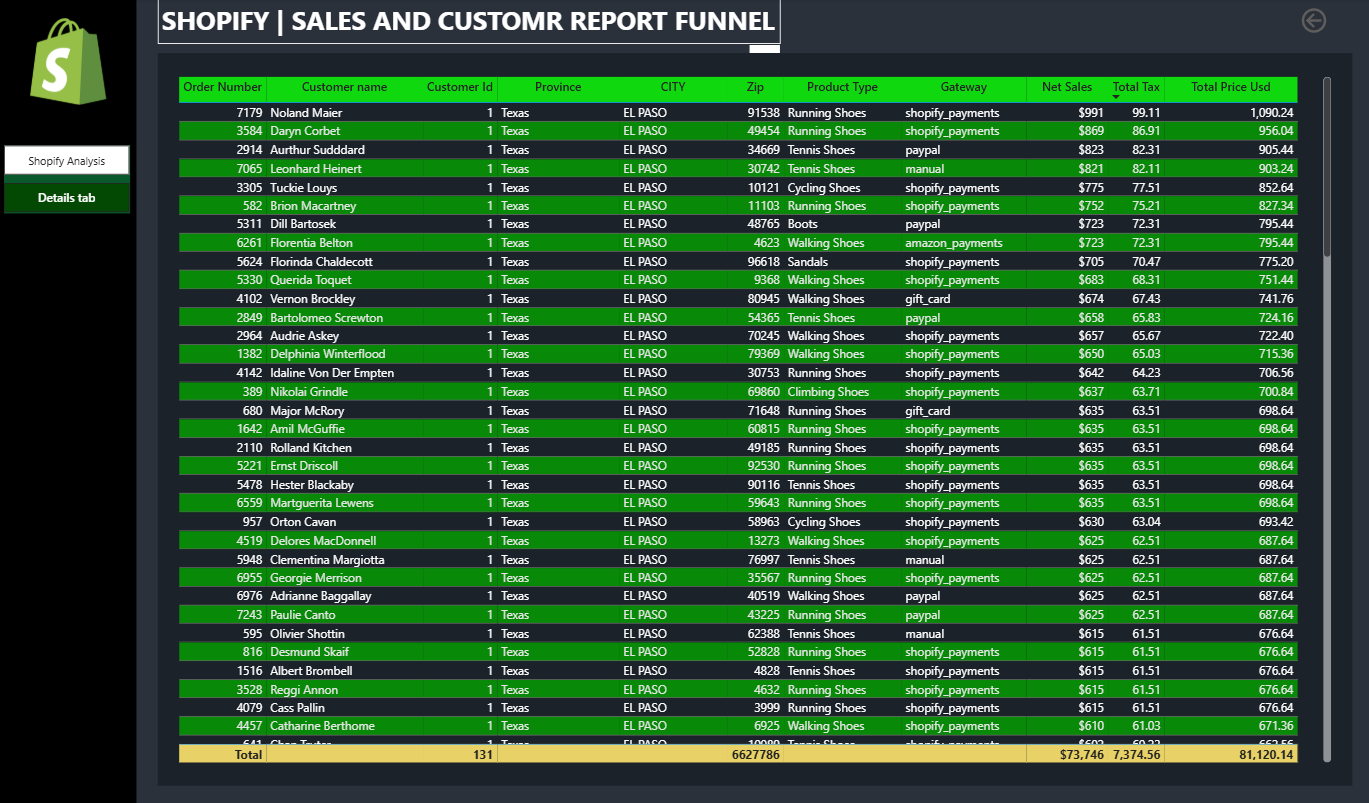 SHOPIFY | SALES AND CUSTOMR REPORT FUNNEL
Shopify Analysis
Details tab
Order Number Customer name Customer Id Province CITY Zip Product Type Gateway Net Sales Total Tax Total Price Usd
7179 Noland Maier 1 Texas EL PASO 91538 Running Shoes shopify_payments $991 99.11 1,090.24
3584 Daryn Corbet 1 Texas EL PASO 49454 Running Shoes shopify_payments $869 86.91 956.04
2914 Aurthur Sudddard 1 Texas EL PASO 34669 Tennis Shoes paypal $823 82.31 905.44
7065 Leonhard Heinert 1 Texas EL PASO 30742 Tennis Shoes manual $821 82.11 903.24
3305 Tuckie Louys 1 Texas EL PASO 10121 Cycling Shoes shopify_payments $775 77.51 852.64
582 Brion Macartney 1 Texas EL PASO 11103 Running Shoes shopify_payments $752 75.21 827.34
5311 Dill Bartosek 1 Texas EL PASO 48765 Boots paypal $723 72.31 795.44
6261 Florentia Belton 1 Texas EL PASO 4623 Walking Shoes amazon_payments $723 72.31 795.44
5624 Florinda Chaldecott 1 Texas EL PASO 96618 Sandals shopify_payments $705 70.47 775.20
5330 Querida Toquet 1 Texas EL PASO 9368 Walking Shoes shopify_payments $683 68.31 751.44
4102 Vernon Brockley 1 Texas EL PASO 80945 Walking Shoes gift_card $674 67.43 741.76
2849 Bartolomeo Screwton 1 Texas EL PASO 54365 Tennis Shoes paypal $658 65.83 724.16
2964 Audrie Askey 1 Texas EL PASO 70245 Walking Shoes shopify_payments $657 65.67 722.40
1382 Delphinia Winterflood 1 Texas EL PASO 79369 Walking Shoes shopify_payments $650 65.03 715.36
4142 Idaline Von Der Empten 1 Texas EL PASO 30753 Running Shoes shopify_payments $642 64.23 706.56
389 Nikolai Grindle 1 Texas EL PASO 69860 Climbing Shoes shopify_payments $637 63.71 700.84
680 Major McRory 1 Texas EL PASO 71648 Running Shoes gift_card $635 63.51 698.64
1642 Amil McGuffie 1 Texas EL PASO 60815 Running Shoes shopify_payments $635 63.51 698.64
2110 Rolland Kitchen 1 Texas EL PASO 49185 Running Shoes shopify_payments $635 63.51 698.64
5221 Ernst Driscoll 1 Texas EL PASO 92530 Running Shoes shopify_payments $635 63.51 698.64
5478 Hester Blackaby 1 Texas EL PASO 90116 Tennis Shoes shopify_payments $635 63.51 698.64
6559 Martguerita Lewens 1 Texas EL PASO 59643 Running Shoes shopify_payments $635 63.51 698.64
957 Orton Cavan 1 Texas EL PASO 58963 Cycling Shoes shopify_payments $630 63.04 693.42
4519 Delores MacDonnell 1 Texas EL PASO 13273 Walking Shoes shopify_payments $625 62.51 687.64
5948 Clementina Margiotta 1 Texas EL PASO 76997 Tennis Shoes manual $625 62.51 687.64
6955 Georgie Merrison 1 Texas EL PASO 35567 Running Shoes shopify_payments $625 62.51 687.64
6976 Adrianne Baggallay 1 Texas EL PASO 40519 Walking Shoes paypal $625 62.51 687.64
7243 Paulie Canto 1 Texas EL PASO 43225 Running Shoes paypal $625 62.51 687.64
595 Olivier Shottin 1 Texas EL PASO 62388 Tennis Shoes manual $615 61.51 676.64
816 Desmund Skaif 1 Texas EL PASO 52828 Running Shoes shopify_payments $615 61.51 676.64
1516 Albert Brombell 1 Texas EL PASO 4828 Tennis Shoes shopify_payments $615 61.51 676.64
3528 Reggi Annon 1 Texas EL PASO 4632 Running Shoes shopify_payments $615 61.51 676.64
4079 Cass Pallin 1 Texas EL PASO 3999 Running Shoes shopify_payments $615 61.51 676.64
4457 Catharine Berthome 1 Texas EL PASO 6925 Walking Shoes shopify_payments $610 61.03 671.36
1 Texas EL PASO Tennis Shoes shopify_payments
Total 131 6627786 $73,746 7,374.56 81,120.14